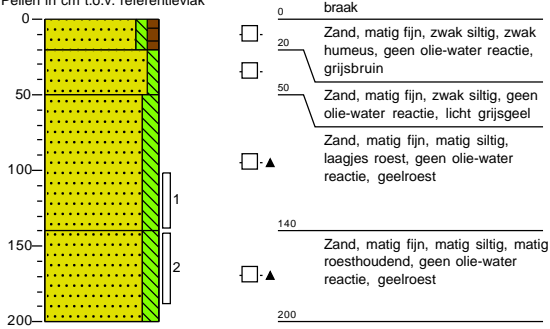 Peilen in cm t.o.v. referentievlak
0
50
100
150
200
1
2
0
braak
Zand, matig fijn, zwak siltig, zwak
humeus, geen olie-water reactie,
grijsbruin
20
Zand, matig fijn, zwak siltig, geen
olie-water reactie, licht grijsgeel
50
Zand, matig fijn, matig siltig,
laagjes roest, geen olie-water
reactie, geelroest
140
Zand, matig fijn, matig siltig, matig
roesthoudend, geen olie-water
reactie, geelroest
200